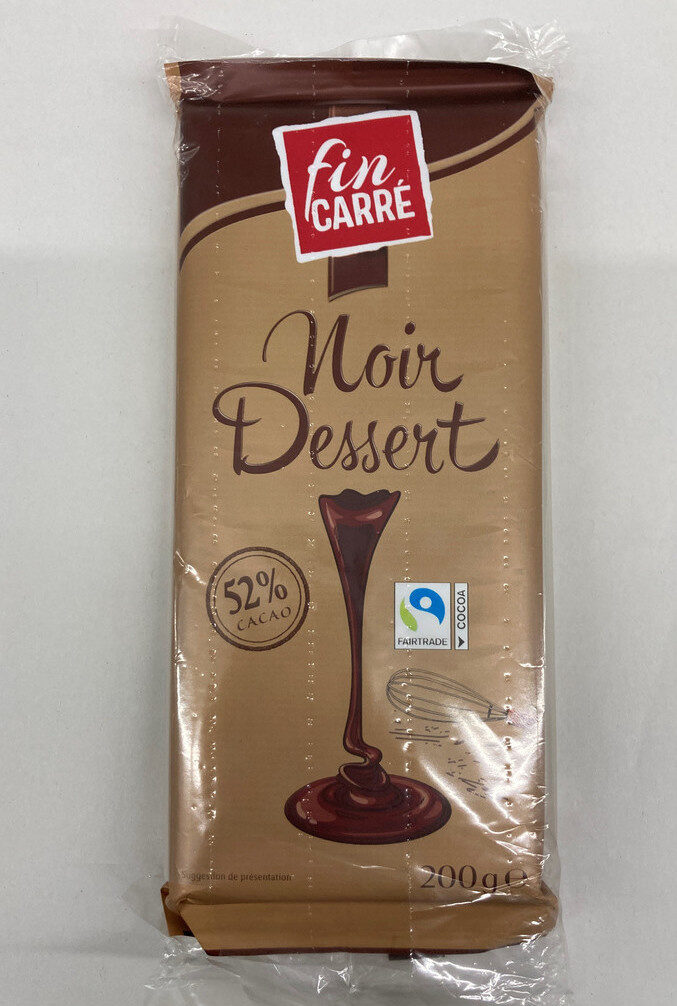 fin
CARRÉ
Noir
Dessert
52%
CACAO
FAIRTRADE
COCOA
Suggestion de présentation
200g℮